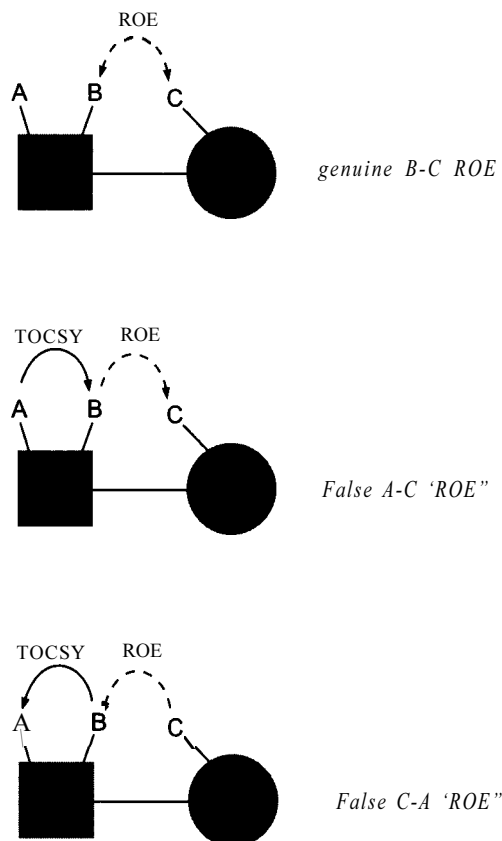 ROE
A B C
genuine B-C ROE
TOCSY ROE
A B C
False A-C ‘ROE”
TOCSY ROE
A B C
False C-A ‘ROE”